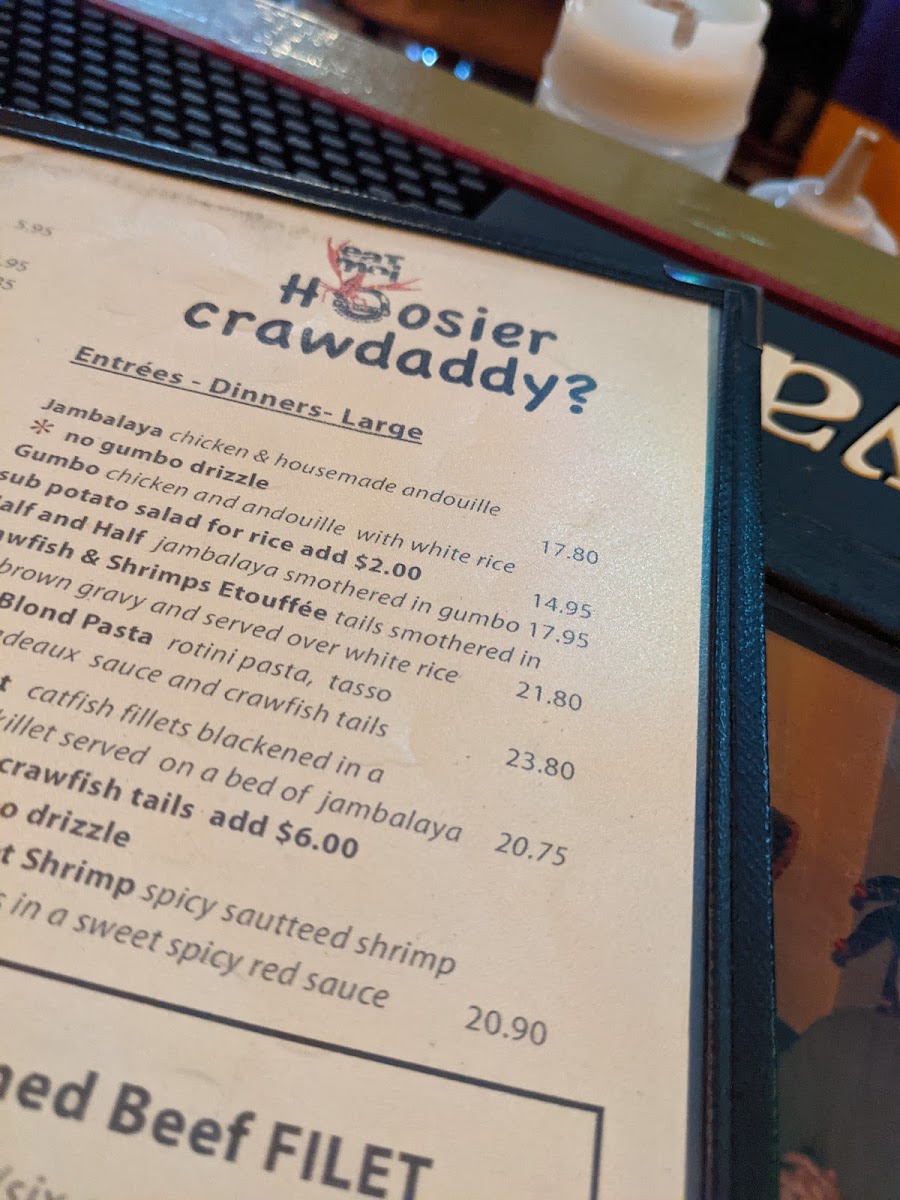 5.95
.95
eat
moi
Hoosier
crawdaddy?
Entrées - Dinners- Large
Jambalaya chicken & housemade andouille
* no gumbo drizzle 17.80
Gumbo chicken and andouille with white rice
sub potato salad for rice add $2.00 14.95
alf and Half jambalaya smothered in gumbo 17.95
wfish & Shrimps Etouffée tails smothered in
brown gravy and served over white rice 21.80
Blond Pasta rotini pasta, tasso
deaux sauce and crawfish tails 23.80
t catfish fillets blackened in a
killet served on a bed of jambalaya 20.75
crawfish tails add $6.00
o drizzle
t Shrimp spicy sautteed shrimp
s in a sweet spicy red sauce 20.90
ned Beef FILET